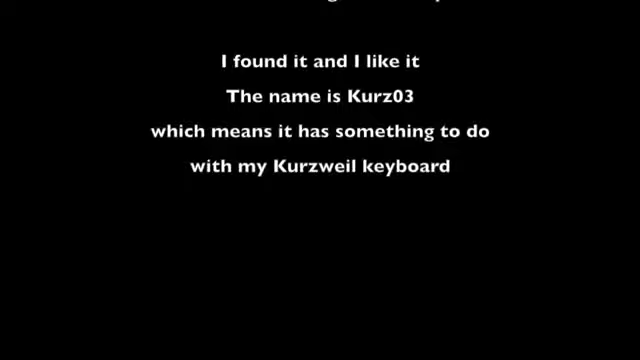 I found it and I like it
The name is Kurz03
which means it has something to do
with my Kurzweil keyboard